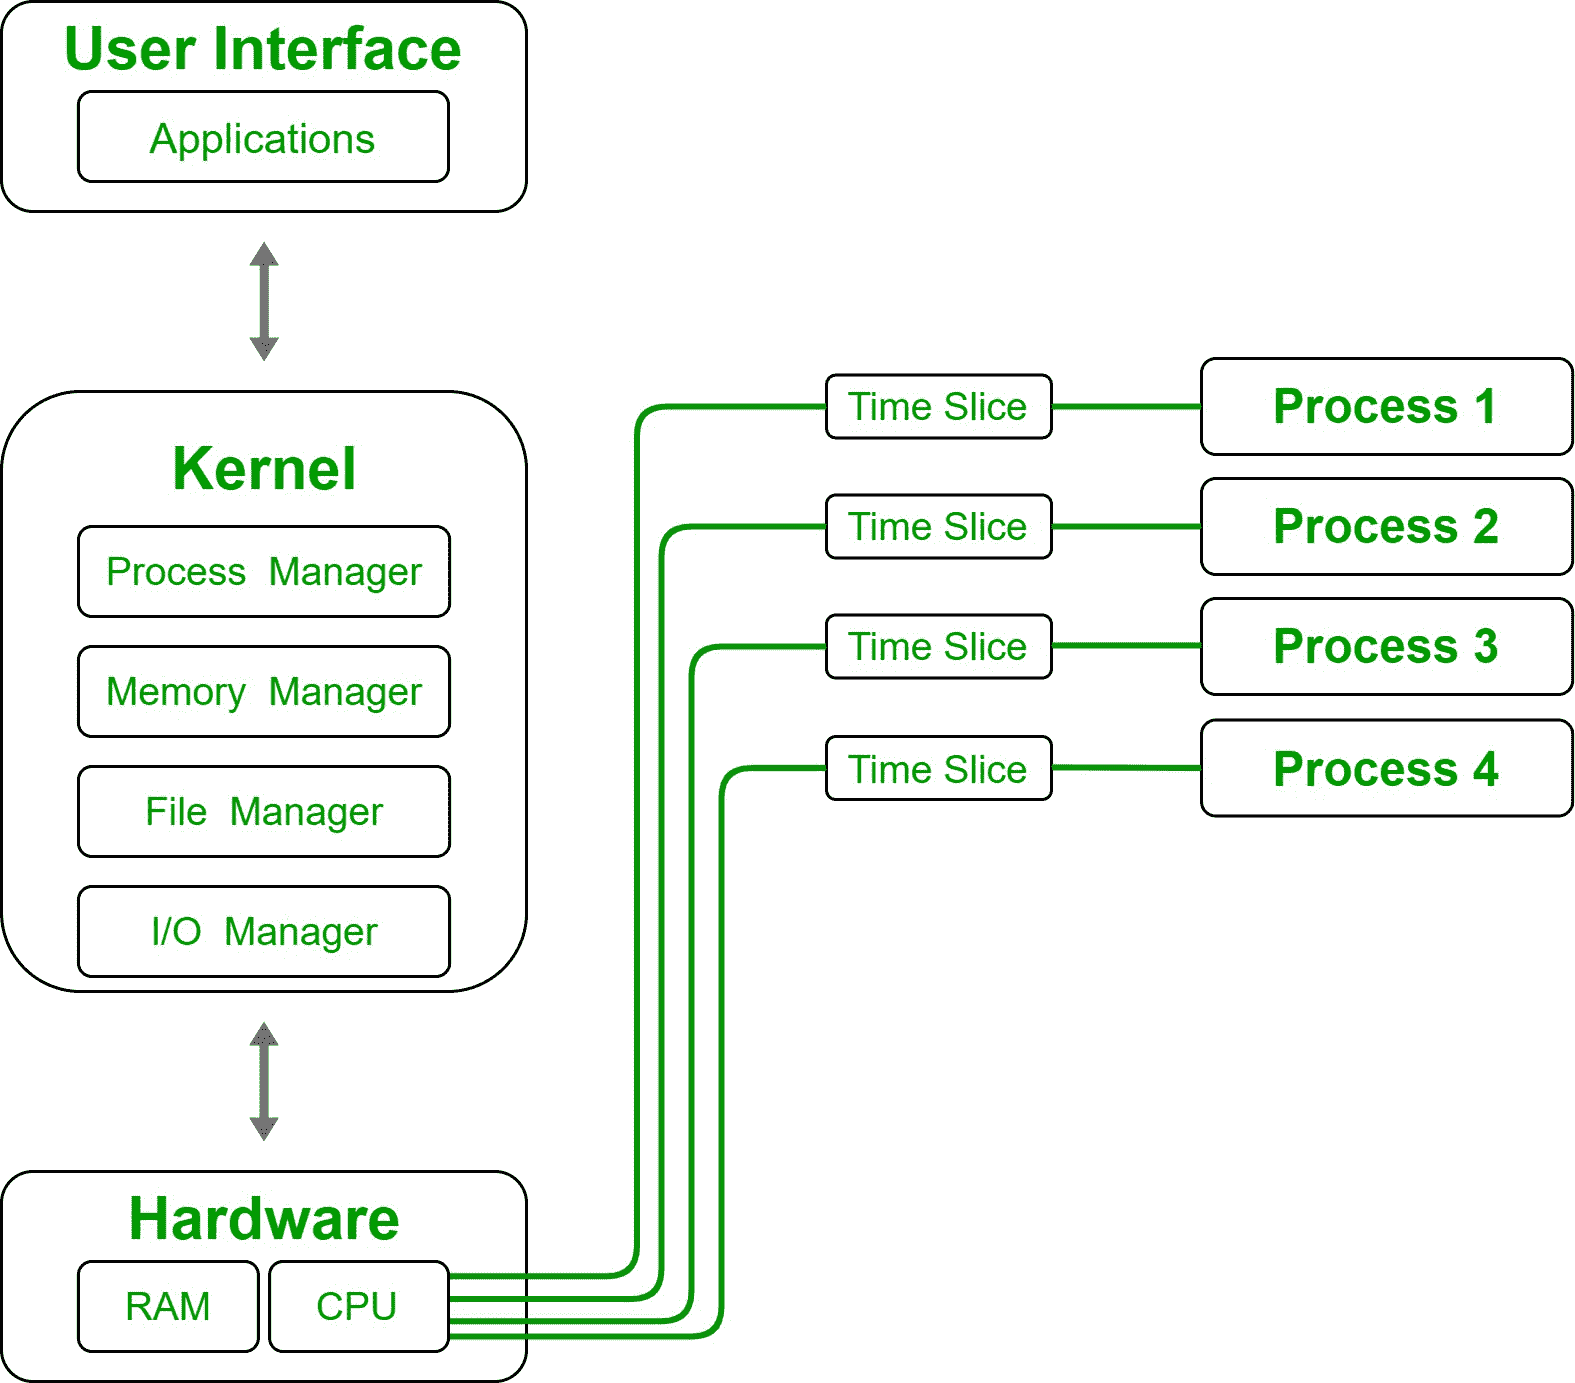 User Interface
Applications
Kernel
Process Manager
Memory Manager
File Manager
I/O Manager
Hardware
RAM
CPU
Time Slice
Process 1
Time Slice
Process 2
Time Slice
Process 3
Time Slice
Process 4